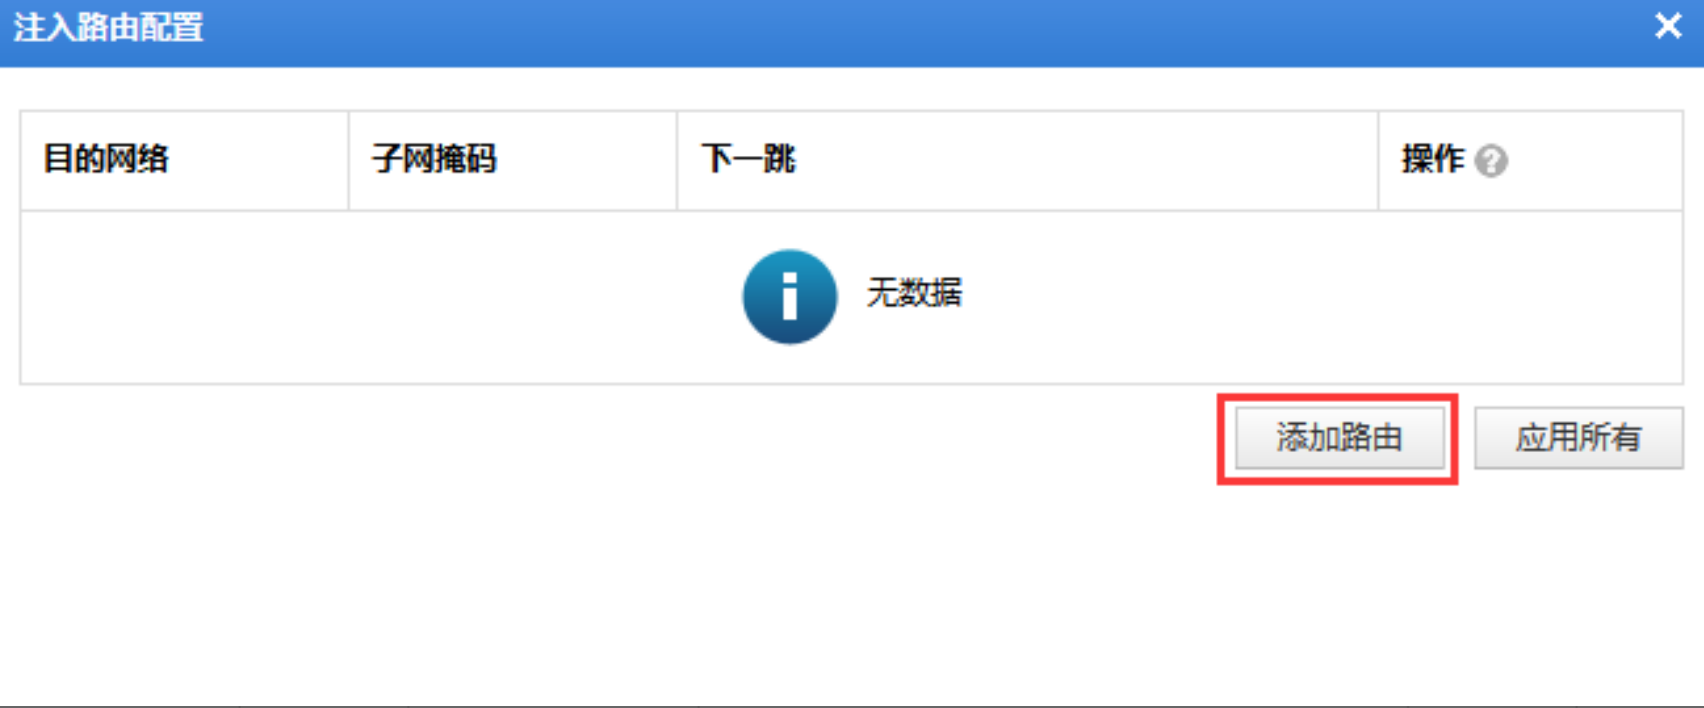 注入路由配置
目的网络 子网掩码 下一跳 操作
无数据
添加路由 应用所有